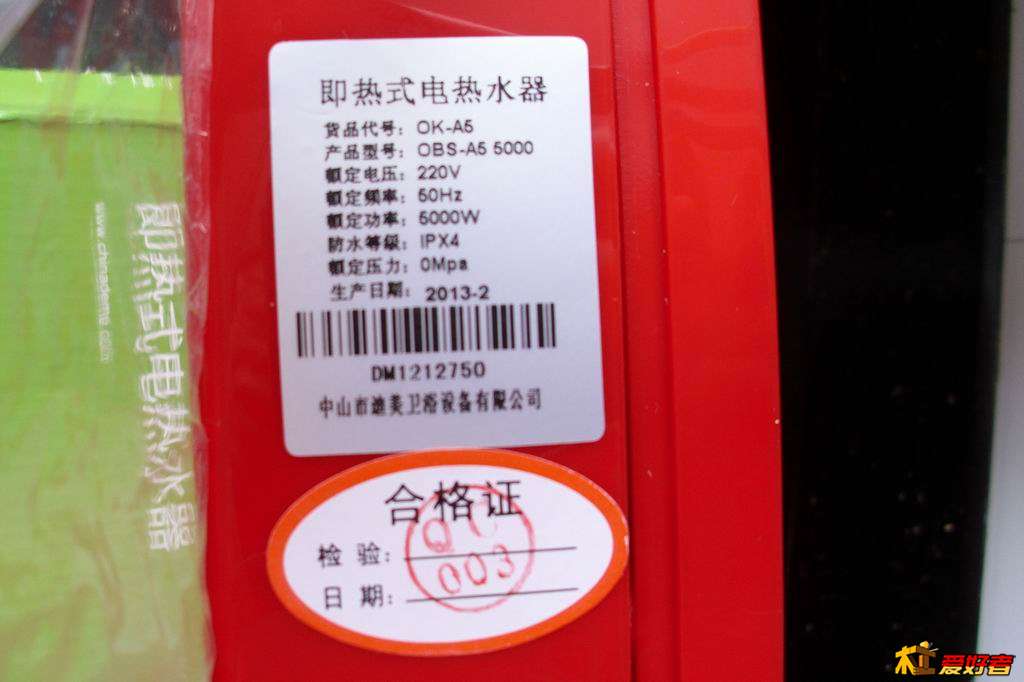 即热式电热水器
货品代号：OK-A5
产品型号：OBS-A5 5000
额定电压：220V
额定频率：50Hz
额定功率：5000W
防水等级：IPX4
额定压力：0Mpa
生产日期：2013-2
DM1212750
中山市迪美卫浴设备有限公司
合格证
检 验：
日 期：
QC
003
即热式电热水器
爱好者